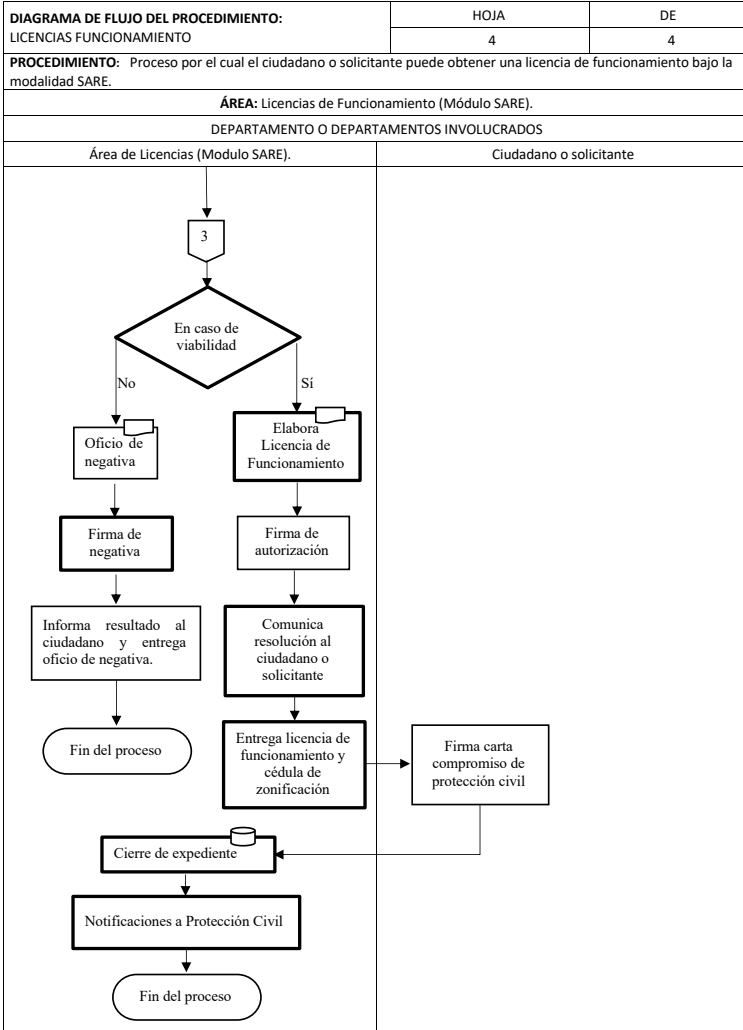 DIAGRAMA DE FLUJO DEL PROCEDIMIENTO:
LICENCIAS FUNCIONAMIENTO
HOJA
DE
4
4
PROCEDIMIENTO: Proceso por el cual el ciudadano o solicitante puede obtener una licencia de funcionamiento bajo la
modalidad SARE.
ÁREA: Licencias de Funcionamiento (Módulo SARE).
DEPARTAMENTO O DEPARTAMENTOS INVOLUCRADOS
Área de Licencias (Modulo SARE).
Ciudadano o solicitante
3
En caso de
viabilidad
No
Sí
Oficio de
negativa
Elabora
Licencia de
Funcionamiento
Firma de
negativa
Firma de
autorización
Informa resultado al
ciudadano y entrega
oficio de negativa.
Comunica
resolución al
ciudadano o
solicitante
Fin del proceso
Entrega licencia de
funcionamiento y
cédula de
zonificación
Firma carta
compromiso de
protección civil
Cierre de expediente
Notificaciones a Protección Civil
Fin del proceso